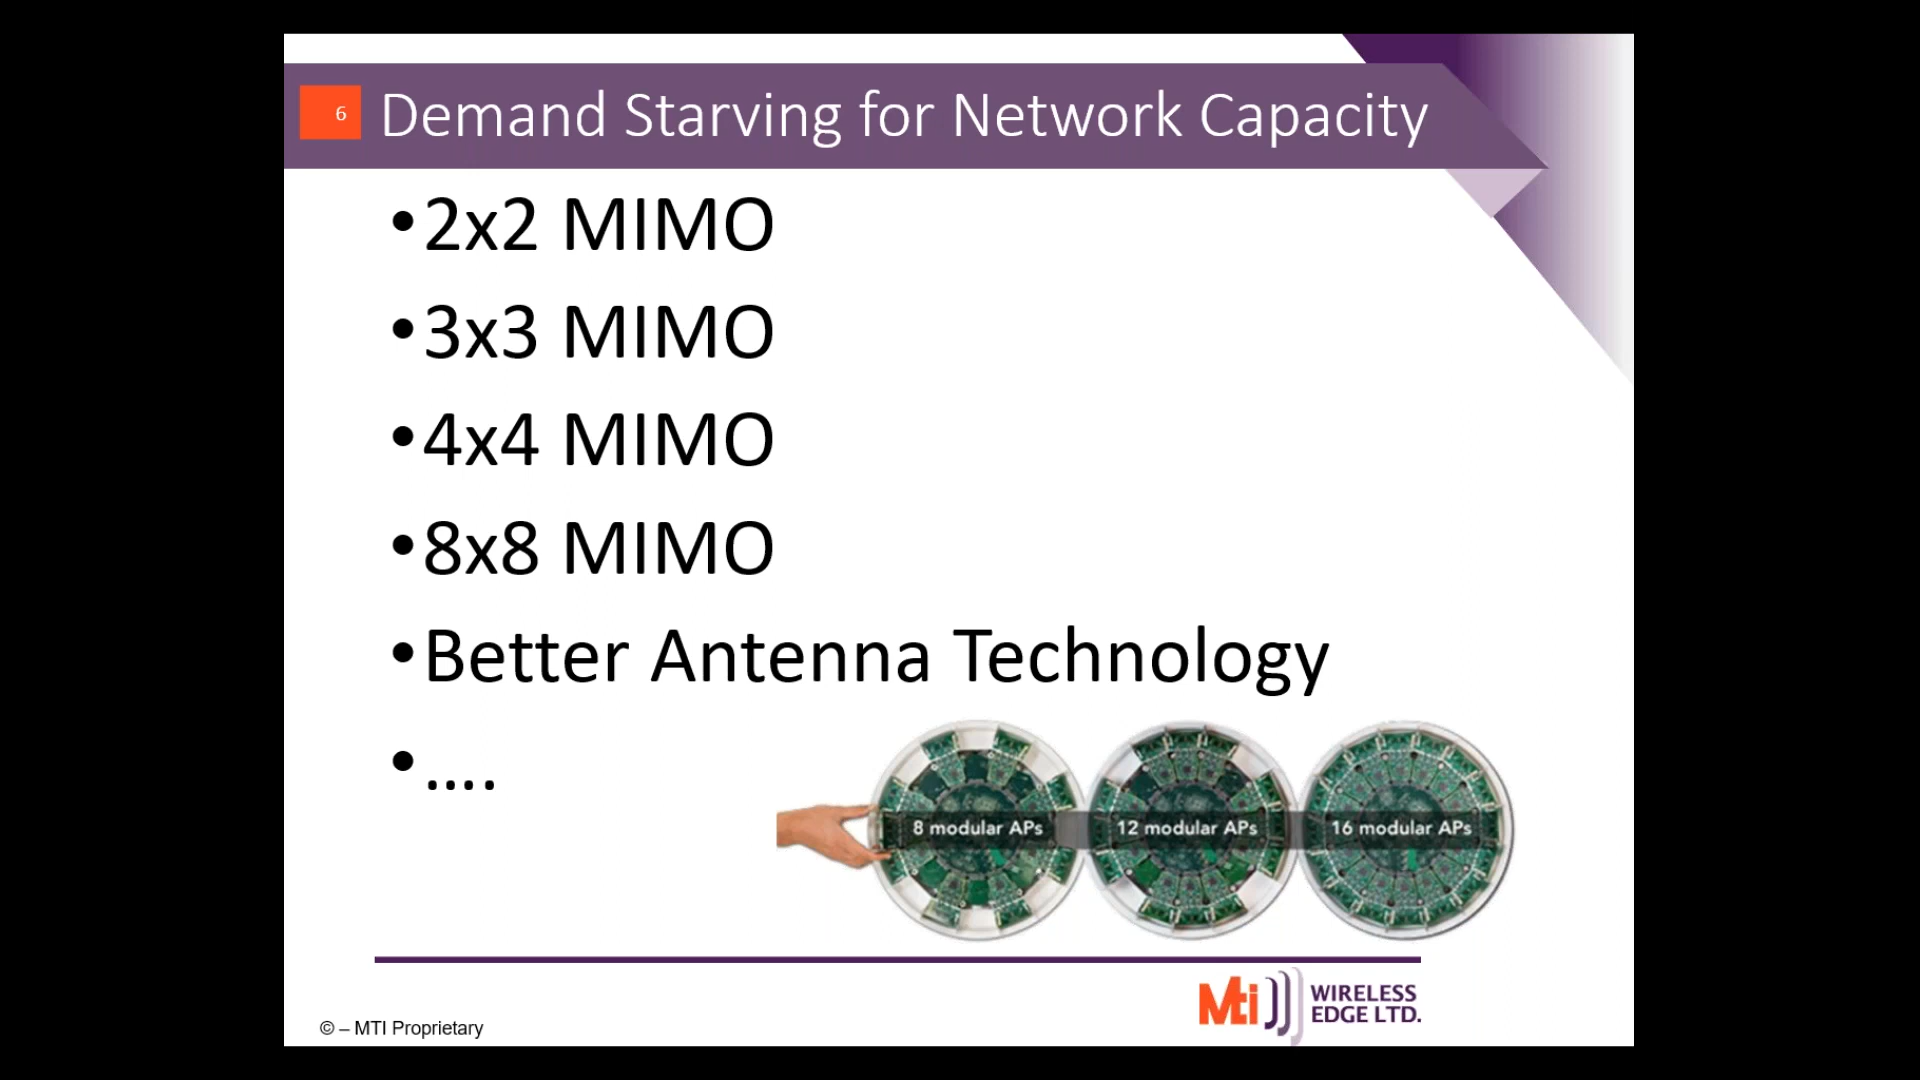 6
Demand Starving for Network Capacity
•2x2 MIMO
•3x3 MIMO
•4x4 MIMO
•8x8 MIMO
•Better Antenna Technology
•....
8 modular APs
12 modular APs
16 modular APs
Mti
WIRELESS
EDGE LTD.
© – MTI Proprietary